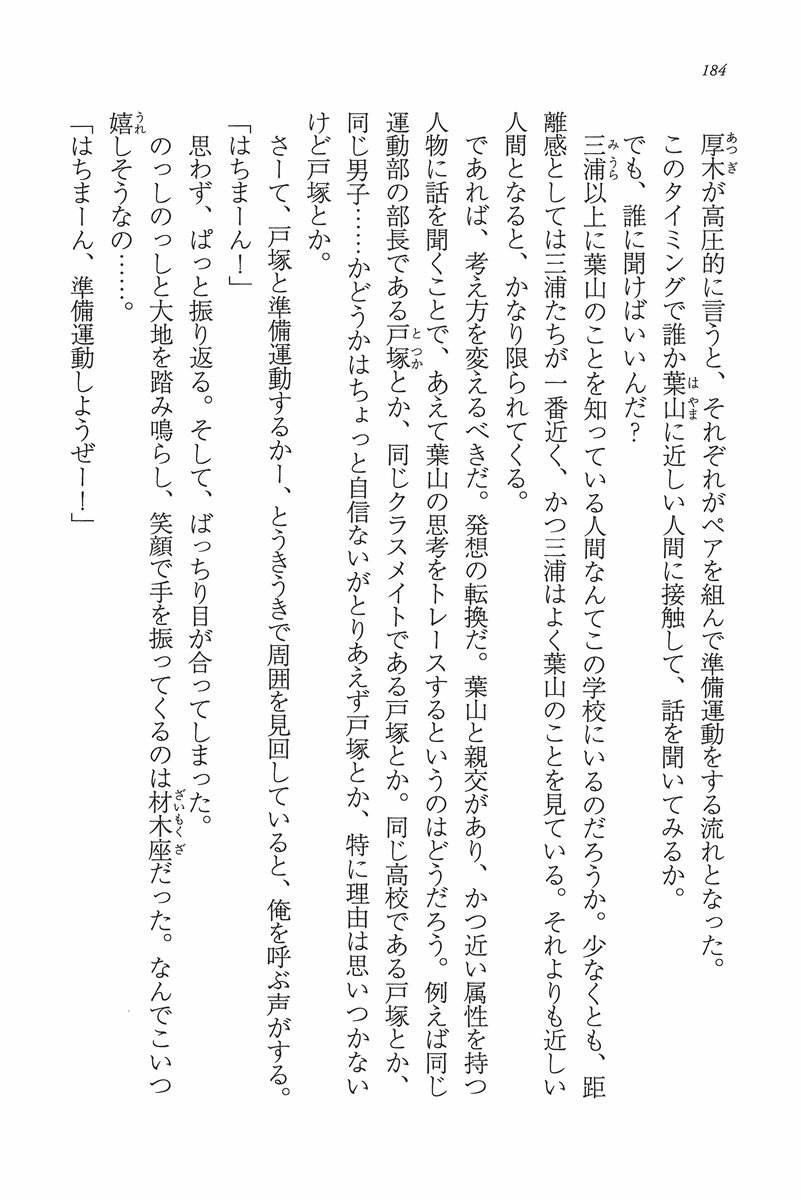 184
厚木が高圧的に言うと、それぞれがペアを組んで準備運動をする流れとなった。
このタイミングで誰か葉山に近しい人間に接触して、話を聞いてみるか。
でも、誰に聞けばいいんだ?
三浦以上に葉山のことを知っている人間なんてこの学校にいるのだろうか。少なくとも、距
離感としては三浦たちが一番近く、かつ三浦はよく葉山のことを見ている。それよりも近しい
人間となると、かなり限られてくる。
であれば、考え方を変えるべきだ。発想の転換だ。葉山と親交があり、かつ近い属性を持つ
人物に話を聞くことで、あえて葉山の思考をトレースするというのはどうだろう。例えば同じ
運動部の部長である戸塚とか、同じクラスメイトである戸塚とか。同じ高校である戸塚とか、
同じ男子……かどうかはちょっと自信ないがとりあえず戸塚とか、特に理由は思いつかない
けど戸塚とか。
さーて、戸塚と準備運動するかー、とうきうきで周囲を見回していると、俺を呼ぶ声がする。
「はちまーん!」
思わず、ぱっと振り返る。そして、ばっちり目が合ってしまった。
のっしのっしと大地を踏み鳴らし、笑顔で手を振ってくるのは材木座だった。なんでこいつ
嬉しそうなの……。
「はちまーん、準備運動しようぜー!」